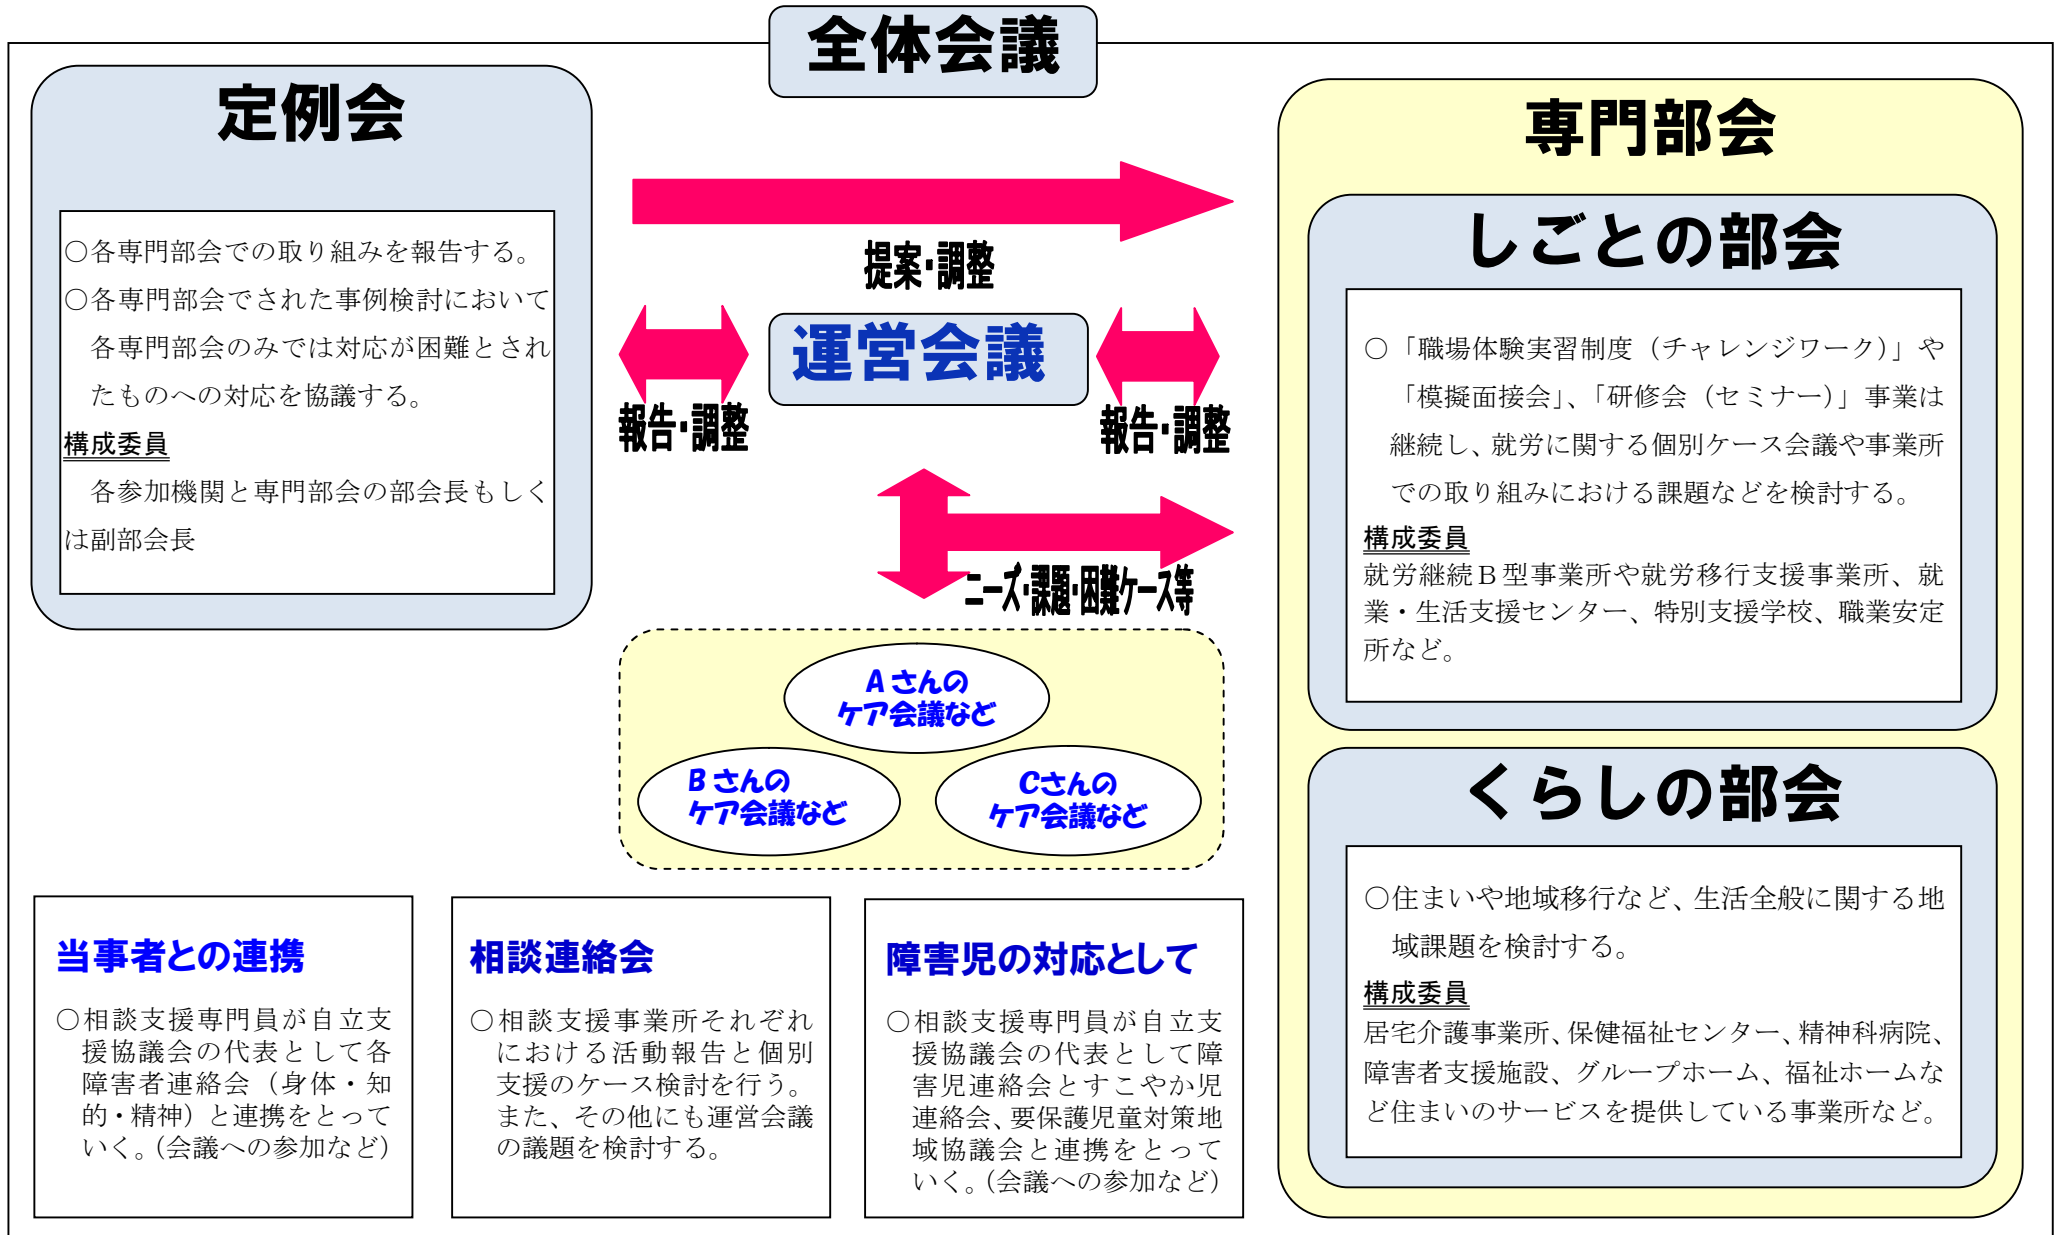 全体会議
定例会
○各専門部会での取り組みを報告する。
○各専門部会でされた事例検討において
各専門部会のみでは対応が困難とされ
たものへの対応を協議する。
構成委員
各参加機関と専門部会の部会長もしく
は副部会長
提案・調整
運営会議
報告・調整
報告・調整
ニーズ・課題・困難ケース等
Aさんの
ケア会議など
Bさんの
ケア会議など
Cさんの
ケア会議など
専門部会
しごとの部会
○「職場体験実習制度（チャレンジワーク）」や
「模擬面接会」、「研修会（セミナー）」事業は
継続し、就労に関する個別ケース会議や事業所
での取り組みにおける課題などを検討する。
構成委員
就労継続Ｂ型事業所や就労移行支援事業所、就
業・生活支援センター、特別支援学校、職業安定
所など。
くらしの部会
○住まいや地域移行など、生活全般に関する地
域課題を検討する。
構成委員
居宅介護事業所、保健福祉センター、精神科病院、
障害者支援施設、グループホーム、福祉ホームな
ど住まいのサービスを提供している事業所など。
当事者との連携
○相談支援専門員が自立支
援協議会の代表として各
障害者連絡会（身体・知
的・精神）と連携をとって
いく。（会議への参加など）
相談連絡会
○相談支援事業所それぞれ
における活動報告と個別
支援のケース検討を行う。
また、その他にも運営会議
の議題を検討する。
障害児の対応として
○相談支援専門員が自立支
援協議会の代表として障
害児連絡会とすこやか児
連絡会、要保護児童対策地
域協議会と連携をとって
いく。（会議への参加など）